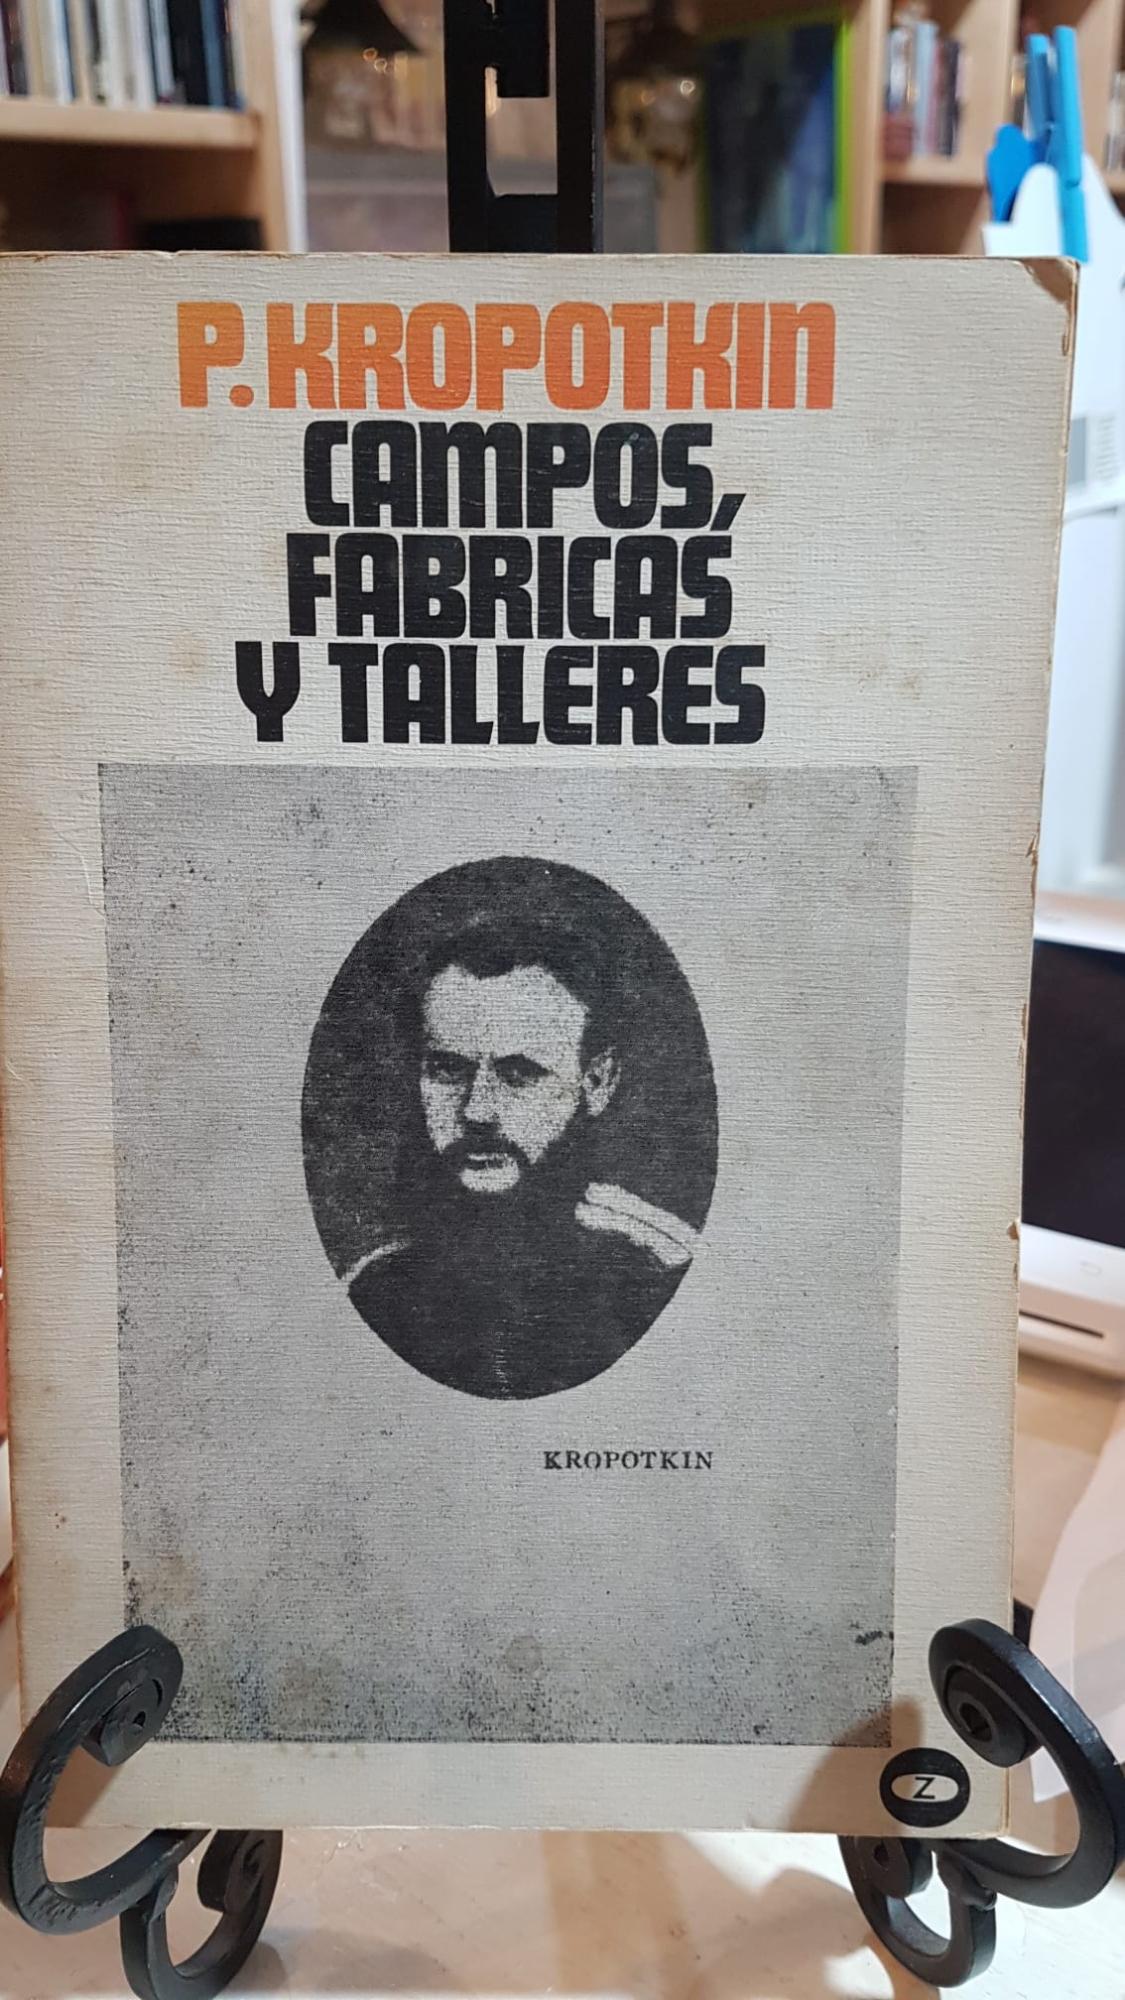 P. KROPOTKIN
CAMPOS,
FABRICAS
Y TALLERES
KROPOTKIN
Z